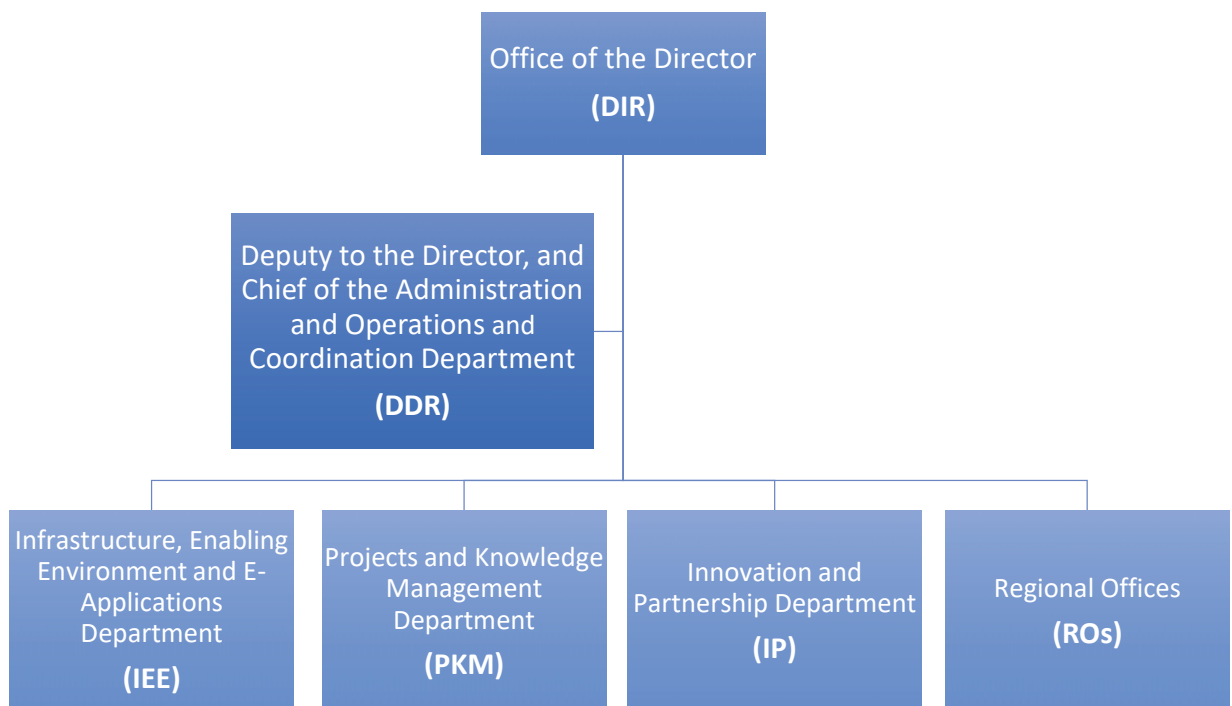 Office of the Director
(DIR)
Deputy to the Director, and
Chief of the Administration
and Operations and
Coordination Department
(DDR)
Infrastructure, Enabling
Environment and E-
Applications
Department
(IEE)
Projects and Knowledge
Management
Department
(PKM)
Innovation and
Partnership Department
(IP)
Regional Offices
(ROs)